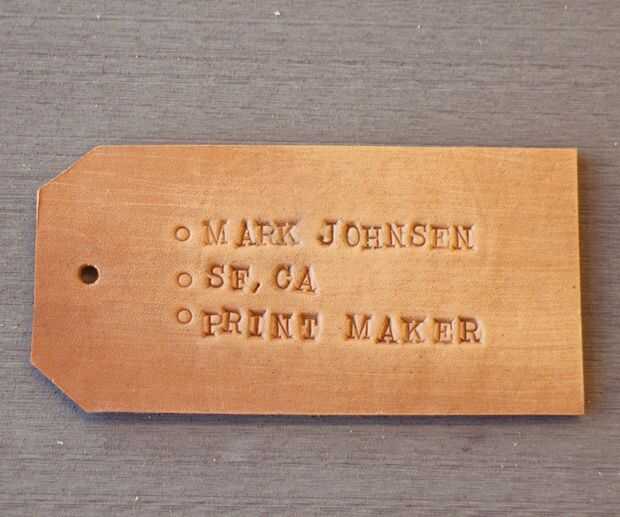 MARK JOHNSEN
SF, CA
PRINT MAKER